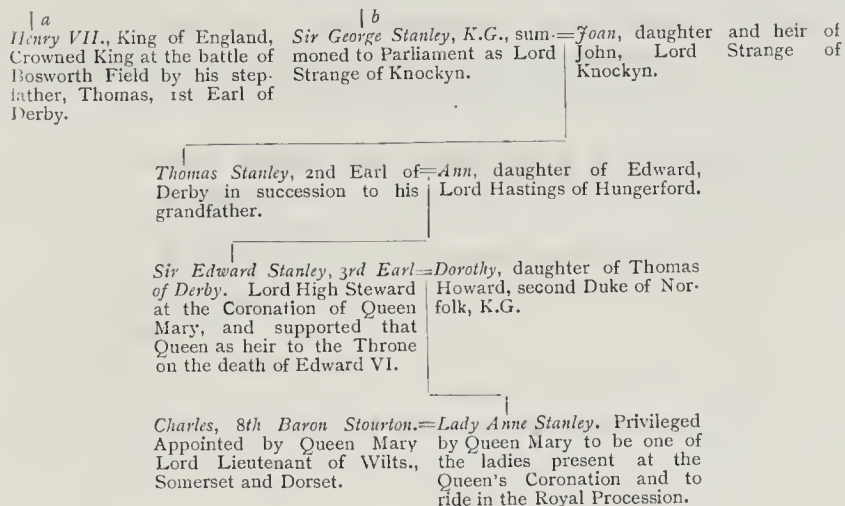 a
b
Henry VII., King of England,
Crowned King at the battle of
Bosworth Field by his step-
father, Thomas, 1st Earl of
Derby.
Sir George Stanley, K.G., sum-
moned to Parliament as Lord
Strange of Knockyn.
=Joan, daughter and heir of
John, Lord Strange of
Knockyn.
Thomas Stanley, 2nd Earl of
Derby in succession to his
grandfather.
=Ann, daughter of Edward,
Lord Hastings of Hungerford.
Sir Edward Stanley, 3rd Earl
of Derby. Lord High Steward
at the Coronation of Queen
Mary, and supported that
Queen as heir to the Throne
on the death of Edward VI.
=Dorothy, daughter of Thomas
Howard, second Duke of Nor-
folk, K.G.
Charles, 8th Baron Stourton.
Appointed by Queen Mary
Lord Lieutenant of Wilts.,
Somerset and Dorset.
=Lady Anne Stanley. Privileged
by Queen Mary to be one of
the ladies present at the
Queen's Coronation and to
ride in the Royal Procession.